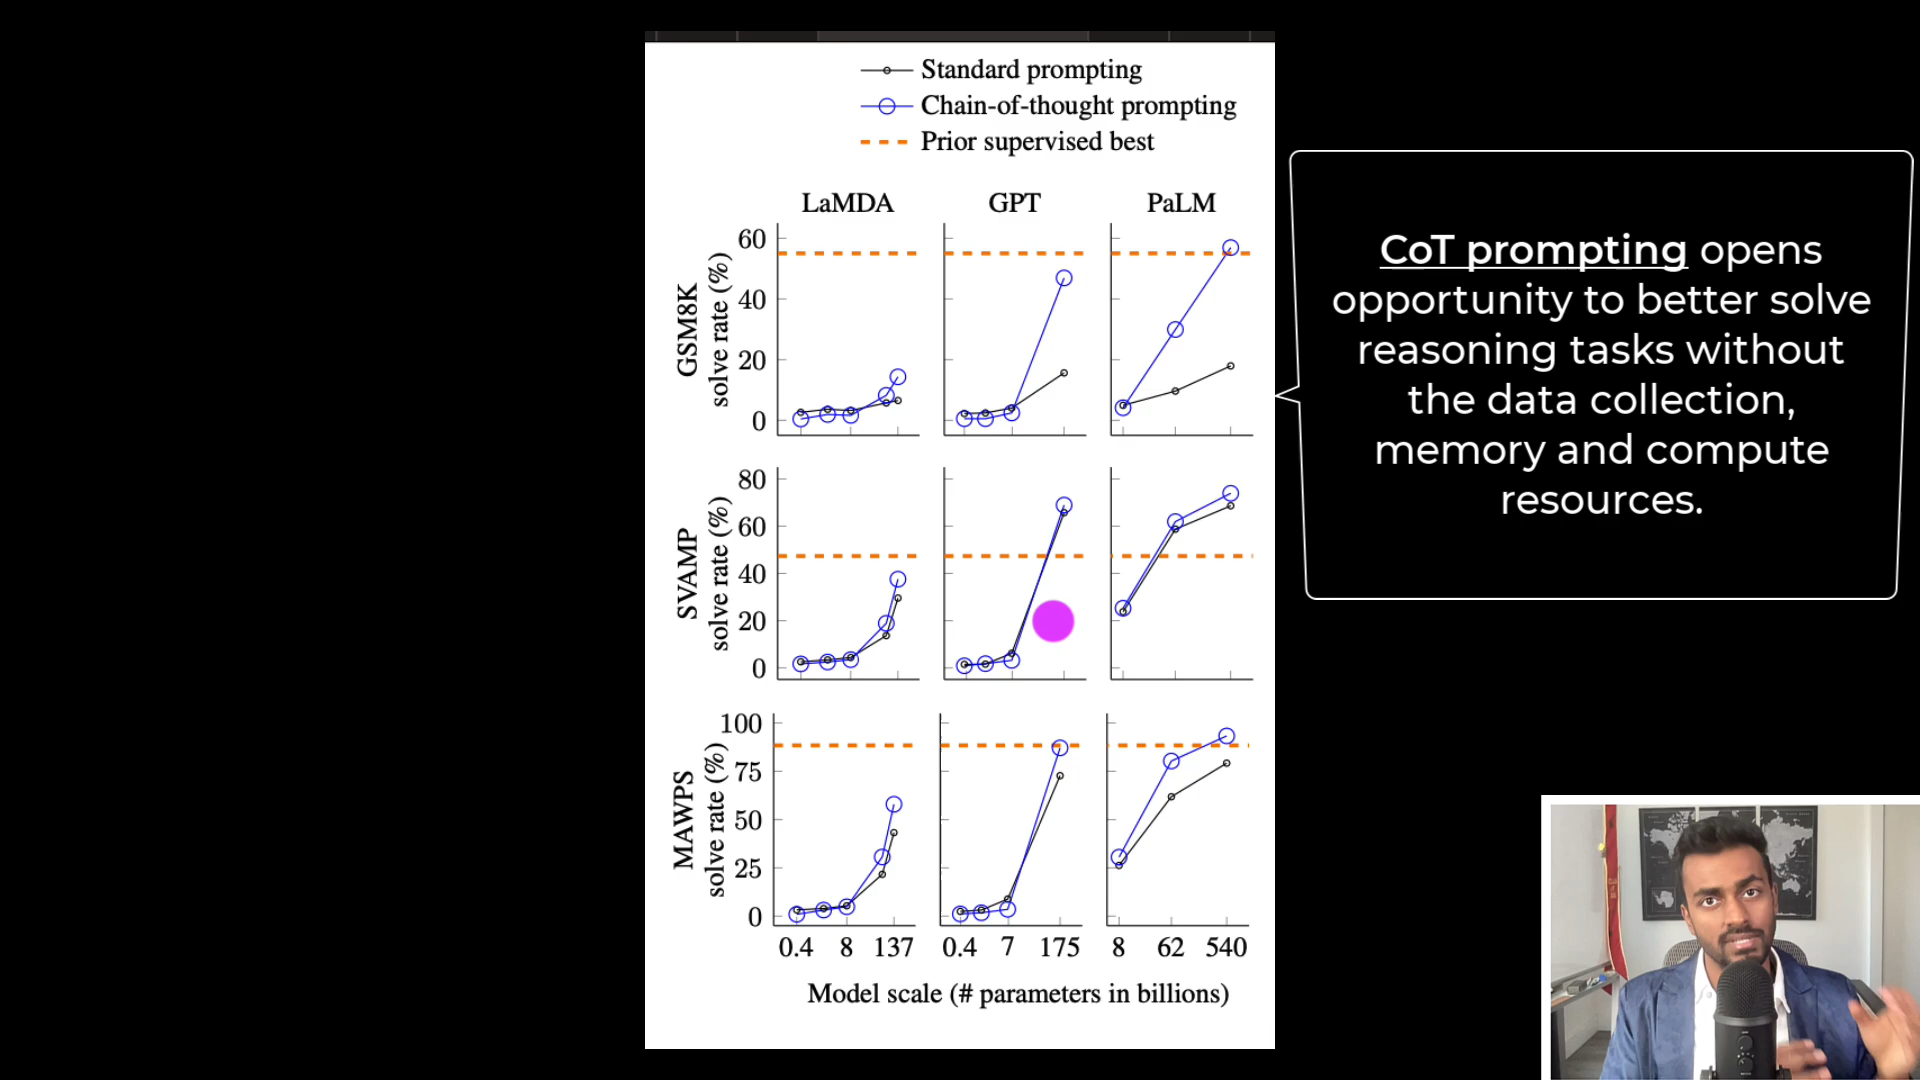 Standard prompting
Chain-of-thought prompting
Prior supervised best
LaMDA
GPT
PaLM
GSM8K
solve rate (%)
60
40
20
0
SVAMP
solve rate (%)
80
60
40
20
0
MAWPS
solve rate (%)
100
75
50
25
0
0.4 8 137
0.4 7 175
8 62 540
Model scale (# parameters in billions)
CoT prompting opens
opportunity to better solve
reasoning tasks without
the data collection,
memory and compute
resources.